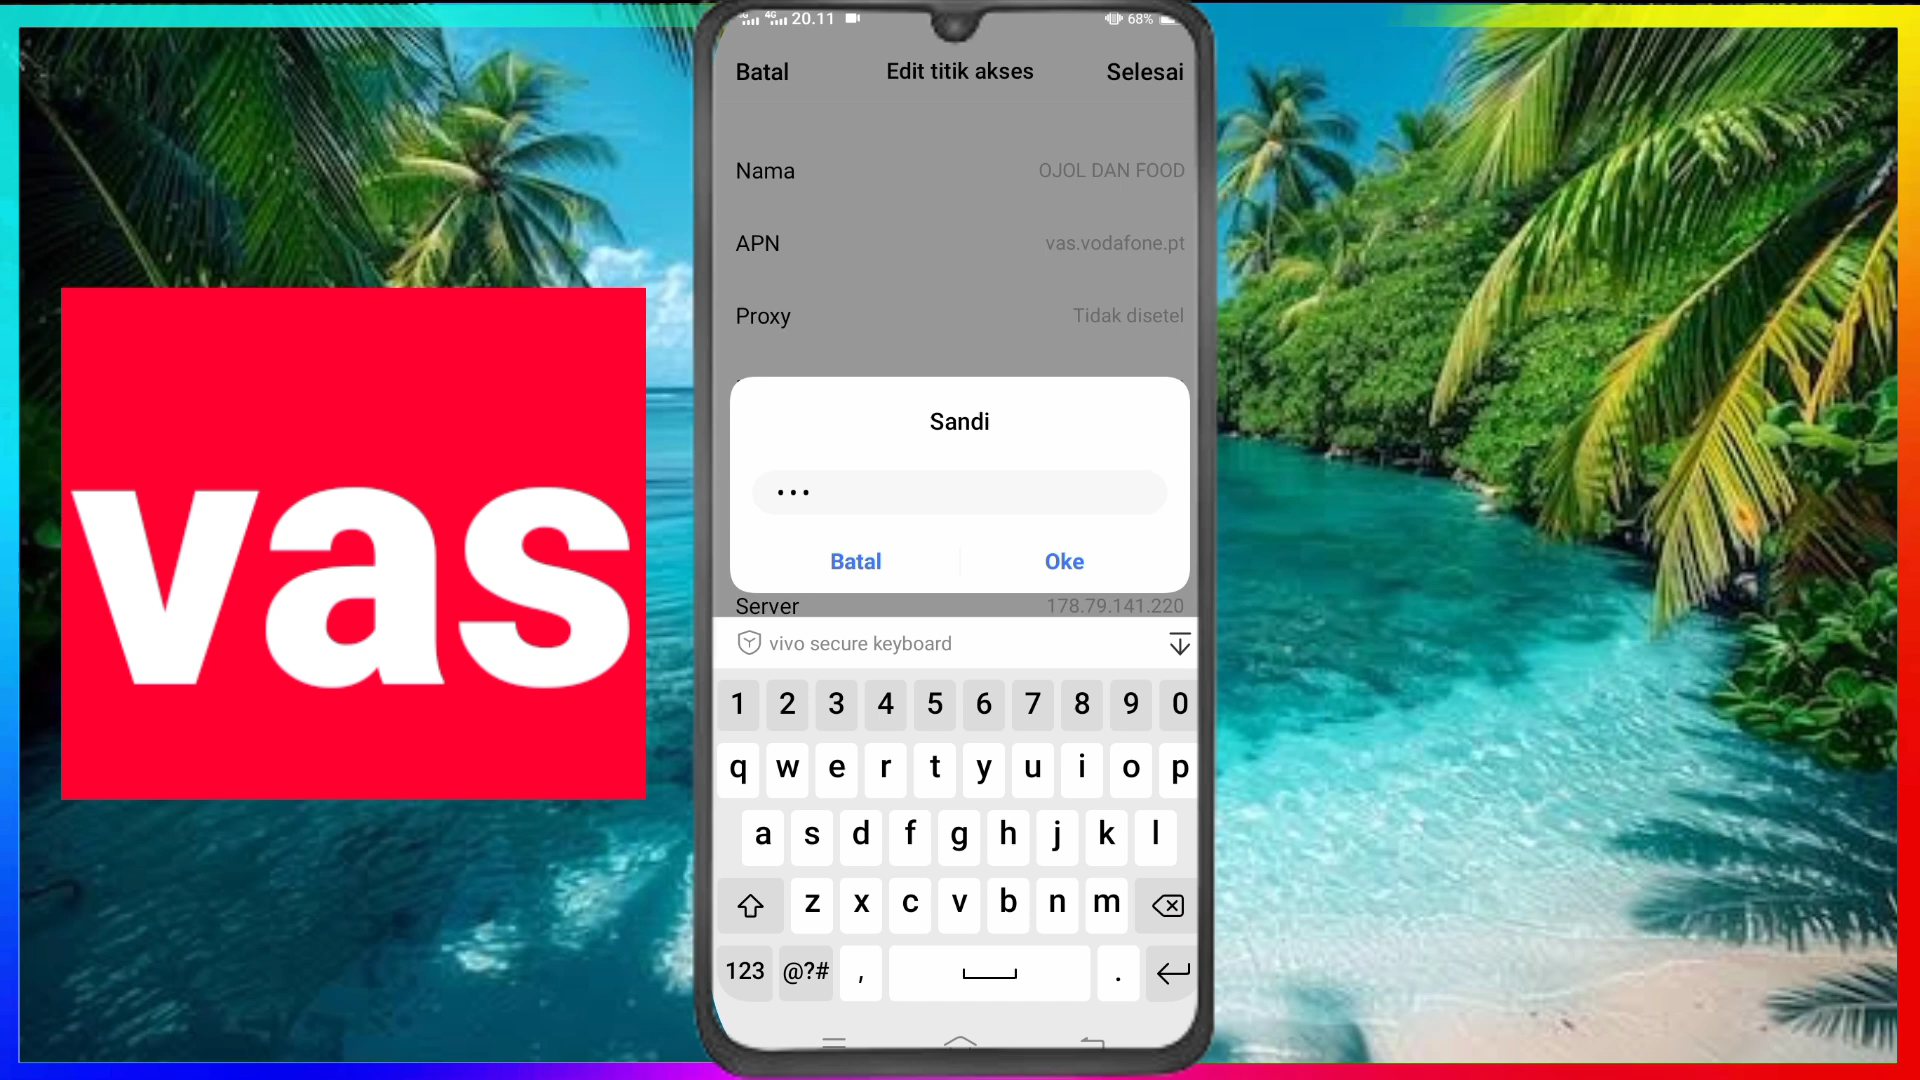 vas
4G 20.11 68%
Batal Edit titik akses Selesai
Nama OJOL DAN FOOD
APN vas.vodafone.pt
Proxy Tidak disetel
Sandi
•••
Batal Oke
Server 178.79.141.220
vivo secure keyboard
1 2 3 4 5 6 7 8 9 0
q w e r t y u i o p
a s d f g h j k l
z x c v b n m
123 @?# , .